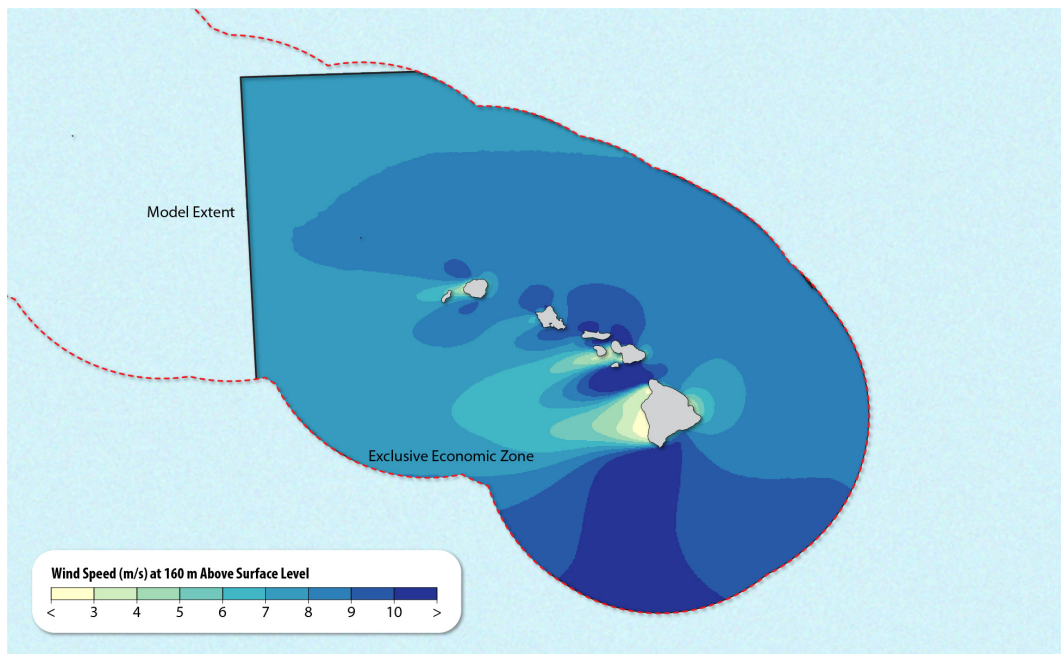 Model Extent
Exclusive Economic Zone
Wind Speed (m/s) at 160 m Above Surface Level
< 3 4 5 6 7 8 9 10 >